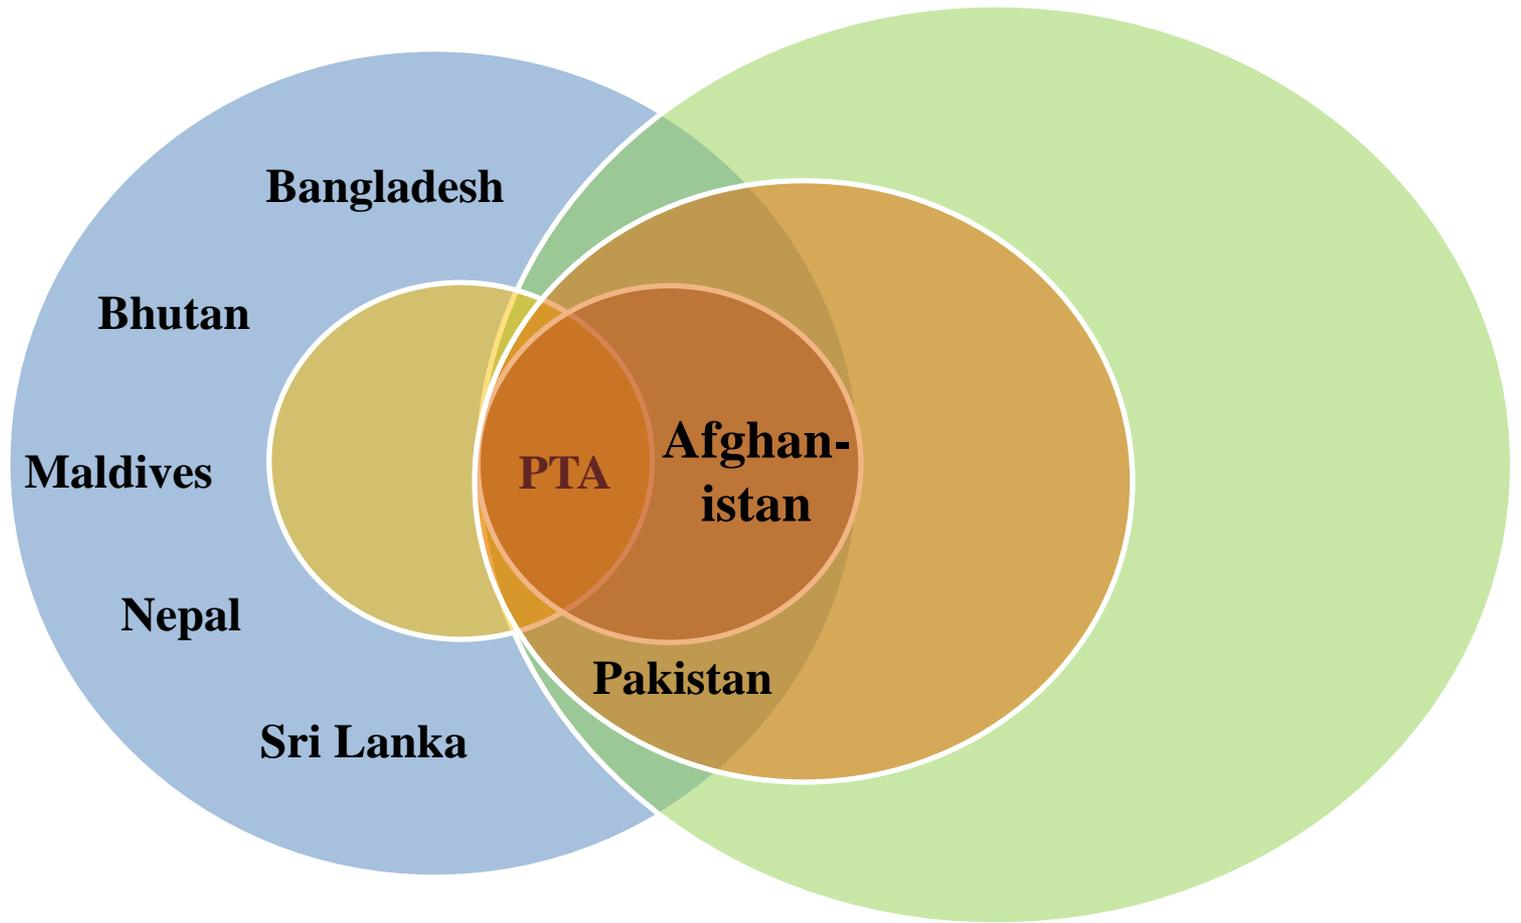 Bangladesh
Bhutan
Maldives
PTA
Afghan-
istan
Nepal
Pakistan
Sri Lanka